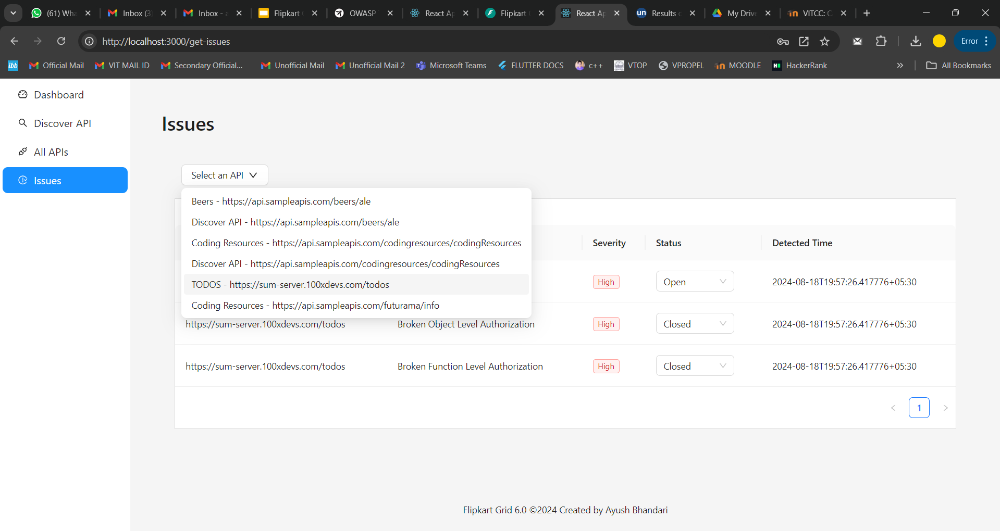 (61) Wha
Inbox (3)
Inbox - a
Flipkart
OWASP
React Ap
Flipkart
React Ap
un
Results
My Drive
VITCC: C
http://localhost:3000/get-issues
Error
ibb
Official Mail
VIT MAIL ID
Secondary Official...
Unofficial Mail
Unofficial Mail 2
Microsoft Teams
FLUTTER DOCS
c++
VTOP
VPROPEL
MOODLE
HackerRank
All Bookmarks
Dashboard
Discover API
All APIs
Issues
Issues
Select an API
Beers - https://api.sampleapis.com/beers/ale
Discover API - https://api.sampleapis.com/beers/ale
Coding Resources - https://api.sampleapis.com/codingresources/codingResources
Discover API - https://api.sampleapis.com/codingresources/codingResources
TODOS - https://sum-server.100xdevs.com/todos
Coding Resources - https://api.sampleapis.com/futurama/info
Severity Status Detected Time
High Open 2024-08-18T19:57:26.417776+05:30
https://sum-server.100xdevs.com/todos Broken Object Level Authorization High Closed 2024-08-18T19:57:26.417776+05:30
https://sum-server.100xdevs.com/todos Broken Function Level Authorization High Closed 2024-08-18T19:57:26.417776+05:30
< 1 >
Flipkart Grid 6.0 ©2024 Created by Ayush Bhandari